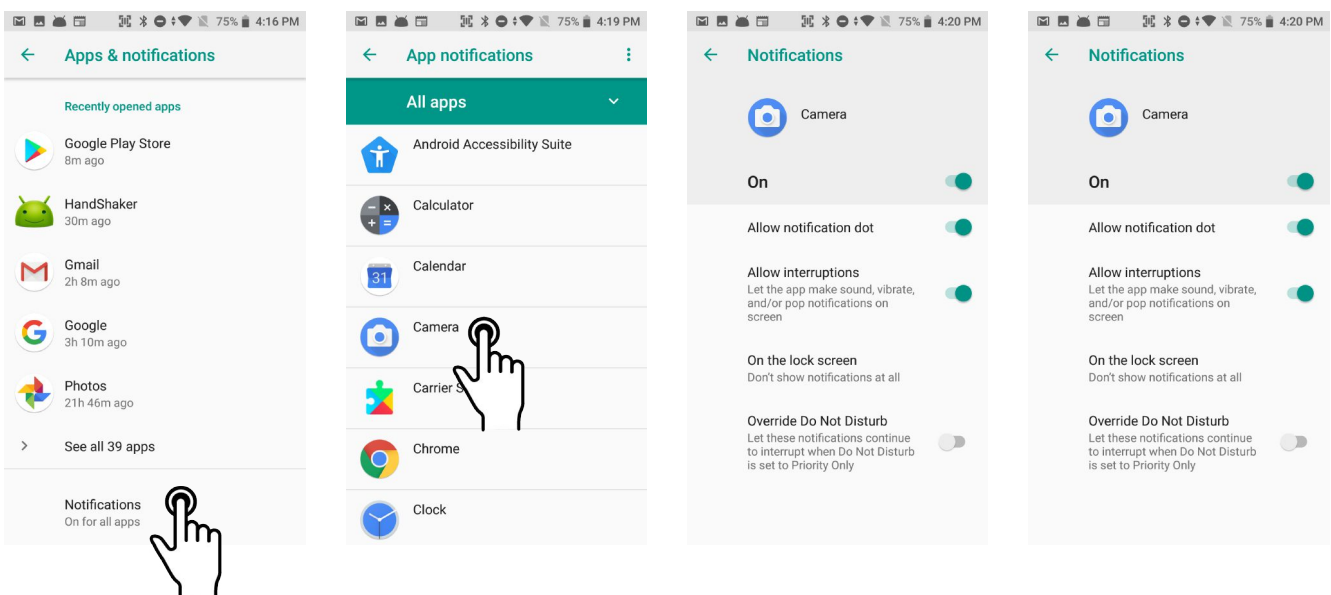 75% 4:16 PM
Apps & notifications
Recently opened apps
Google Play Store
8m ago
HandShaker
30m ago
Gmail
2h 8m ago
Google
3h 10m ago
Photos
21h 46m ago
See all 39 apps
Notifications
On for all apps
75% 4:19 PM
App notifications
All apps
Android Accessibility Suite
Calculator
Calendar
31
Camera
Carrier S
Chrome
Clock
75% 4:20 PM
Notifications
Camera
On
Allow notification dot
Allow interruptions
Let the app make sound, vibrate,
and/or pop notifications on
screen
On the lock screen
Don't show notifications at all
Override Do Not Disturb
Let these notifications continue
to interrupt when Do Not Disturb
is set to Priority Only
75% 4:20 PM
Notifications
Camera
On
Allow notification dot
Allow interruptions
Let the app make sound, vibrate,
and/or pop notifications on
screen
On the lock screen
Don't show notifications at all
Override Do Not Disturb
Let these notifications continue
to interrupt when Do Not Disturb
is set to Priority Only